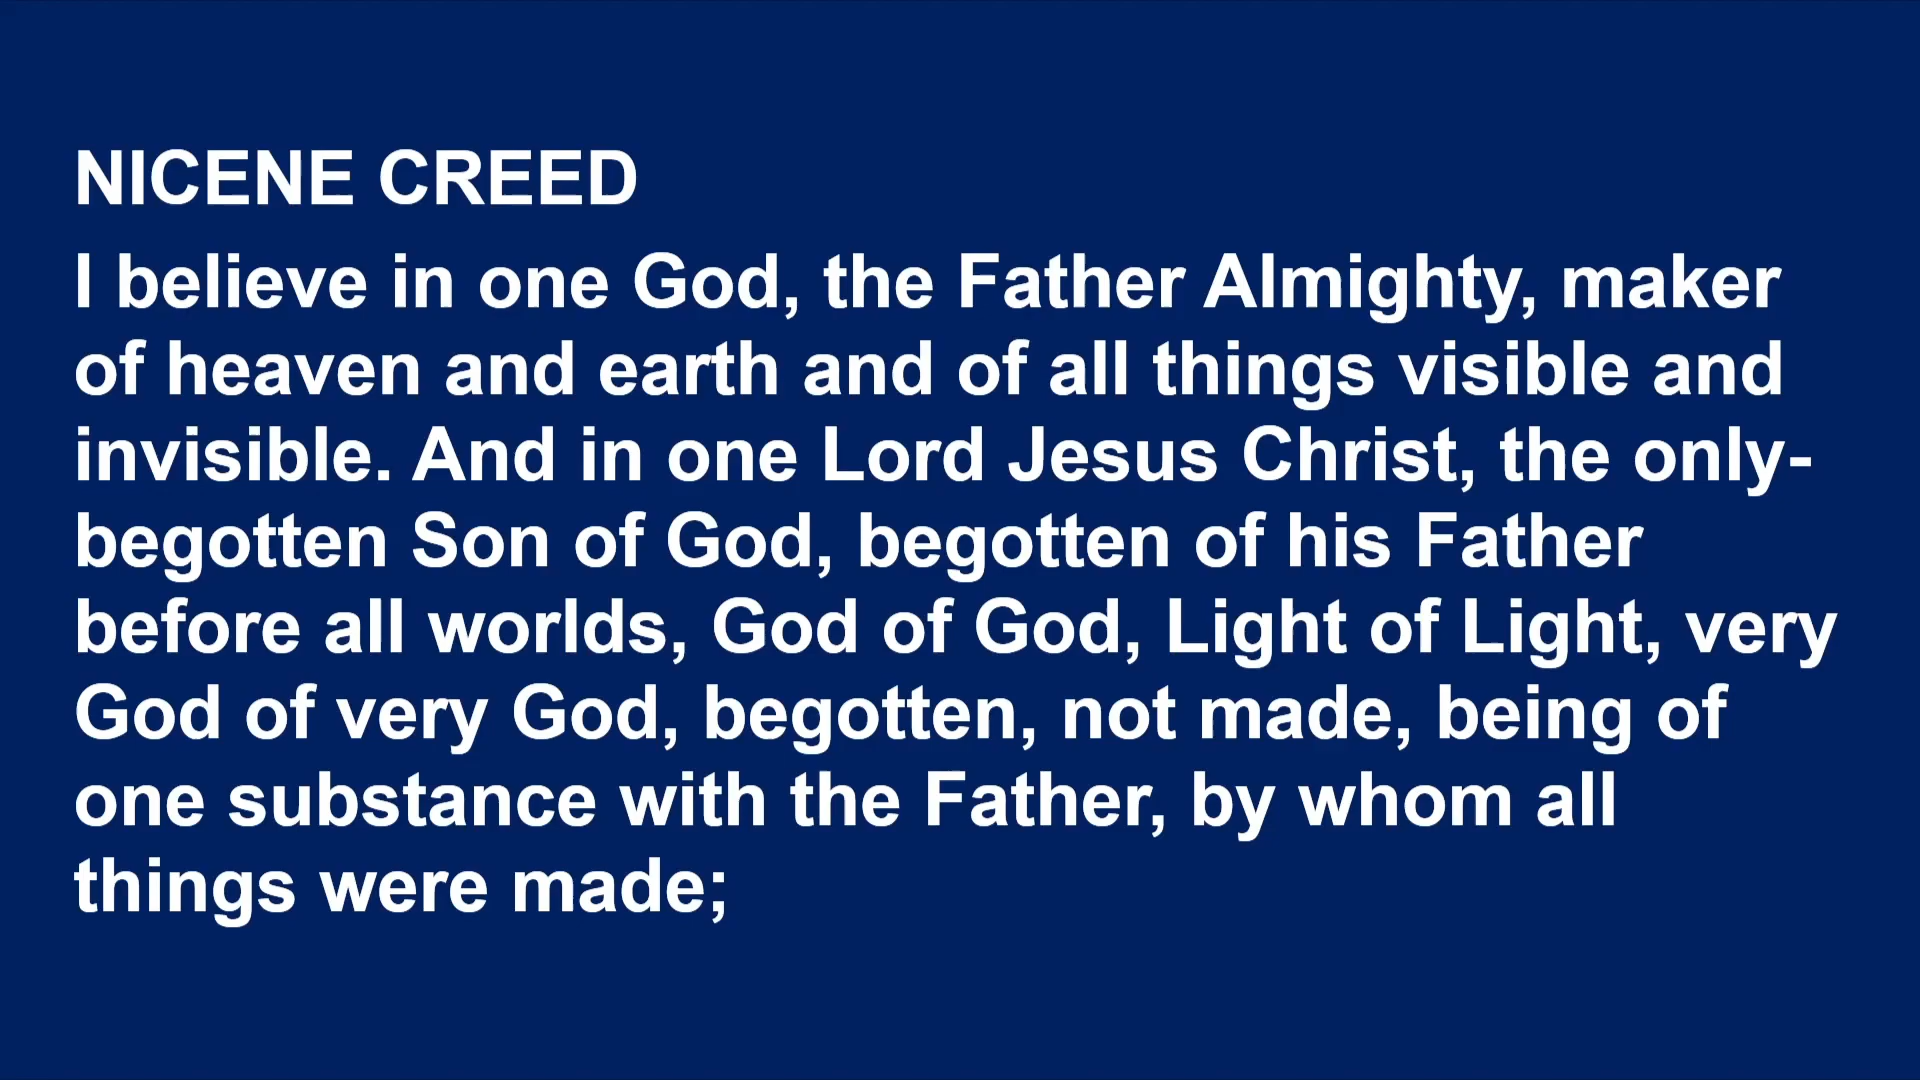 NICENE CREED
I believe in one God, the Father Almighty, maker
of heaven and earth and of all things visible and
invisible. And in one Lord Jesus Christ, the only-
begotten Son of God, begotten of his Father
before all worlds, God of God, Light of Light, very
God of very God, begotten, not made, being of
one substance with the Father, by whom all
things were made;